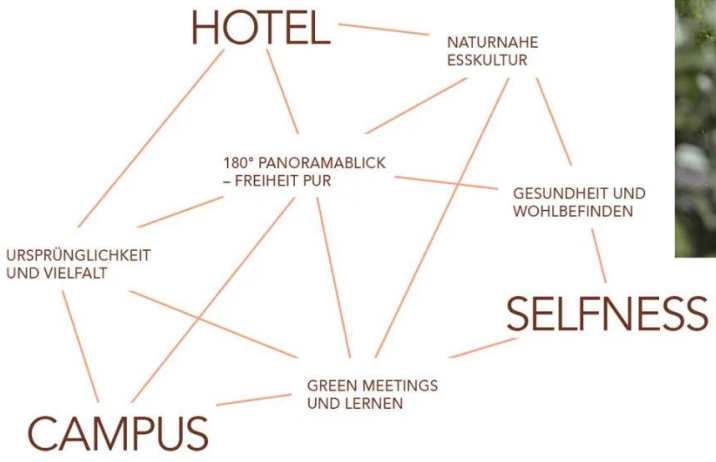 HOTEL
NATURNAHE
ESSKULTUR
180° PANORAMABLICK
– FREIHEIT PUR
GESUNDHEIT UND
WOHLBEFINDEN
URSPRÜNGLICHKEIT
UND VIELFALT
SELFNESS
GREEN MEETINGS
UND LERNEN
CAMPUS